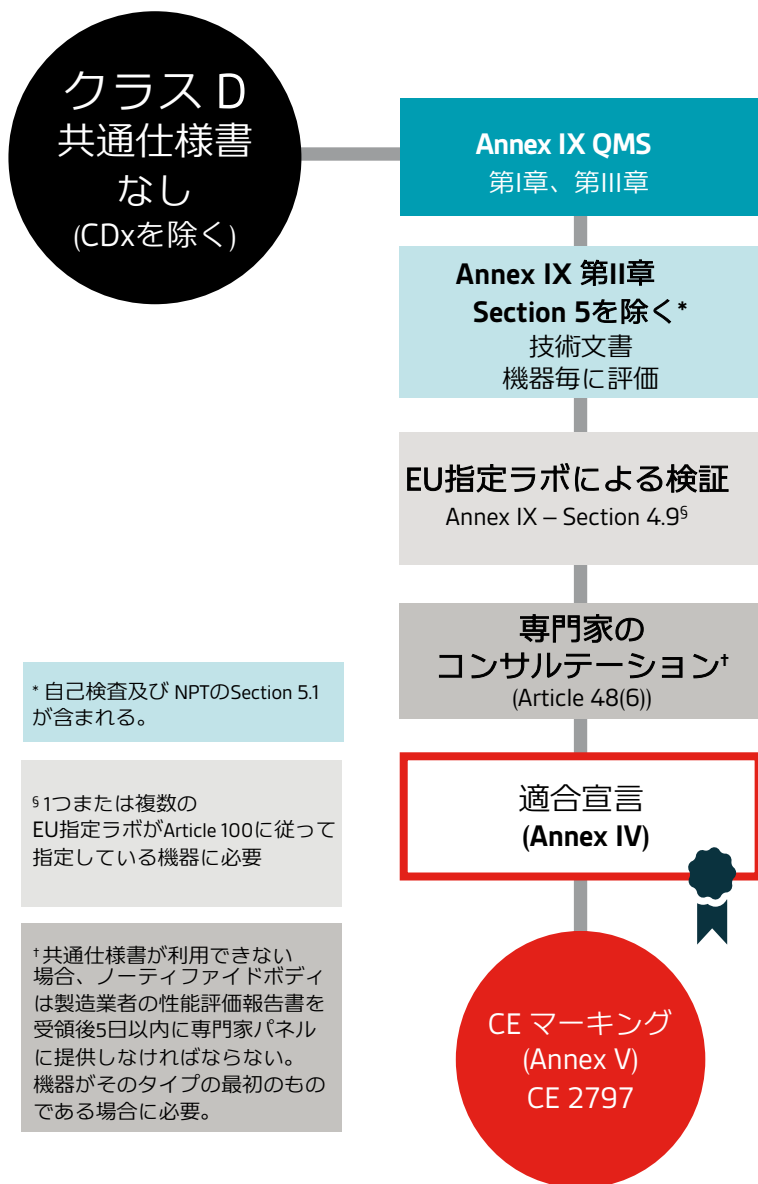 クラス D
共通仕様書
なし
(CDxを除く)
Annex IX QMS
第I章、第III章
Annex IX 第II章
Section 5を除く*
技術文書
機器毎に評価
EU指定ラボによる検証
Annex IX – Section 4.9§
専門家の
コンサルテーション†
(Article 48(6))
適合宣言
(Annex IV)
CE マーキング
(Annex V)
CE 2797
* 自己検査及び NPTのSection 5.1
が含まれる。
§ 1つまたは複数の
EU指定ラボがArticle 100に従って
指定している機器に必要
† 共通仕様書が利用できない
場合、ノーティファイドボディ
は製造業者の性能評価報告書を
受領後5日以内に専門家パネル
に提供しなければならない。
機器がそのタイプの最初のもの
である場合に必要。